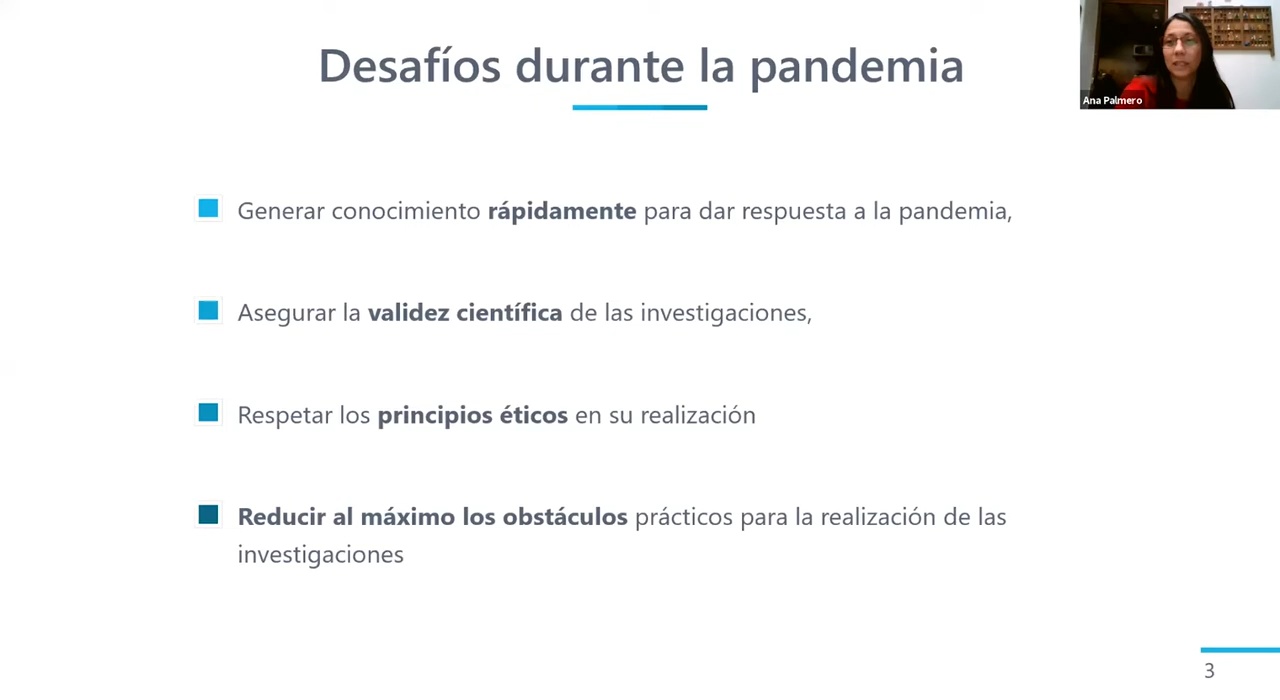 Desafíos durante la pandemia
Ana Palmero
Generar conocimiento rápidamente para dar respuesta a la pandemia,
Asegurar la validez científica de las investigaciones,
Respetar los principios éticos en su realización
Reducir al máximo los obstáculos prácticos para la realización de las
investigaciones
3